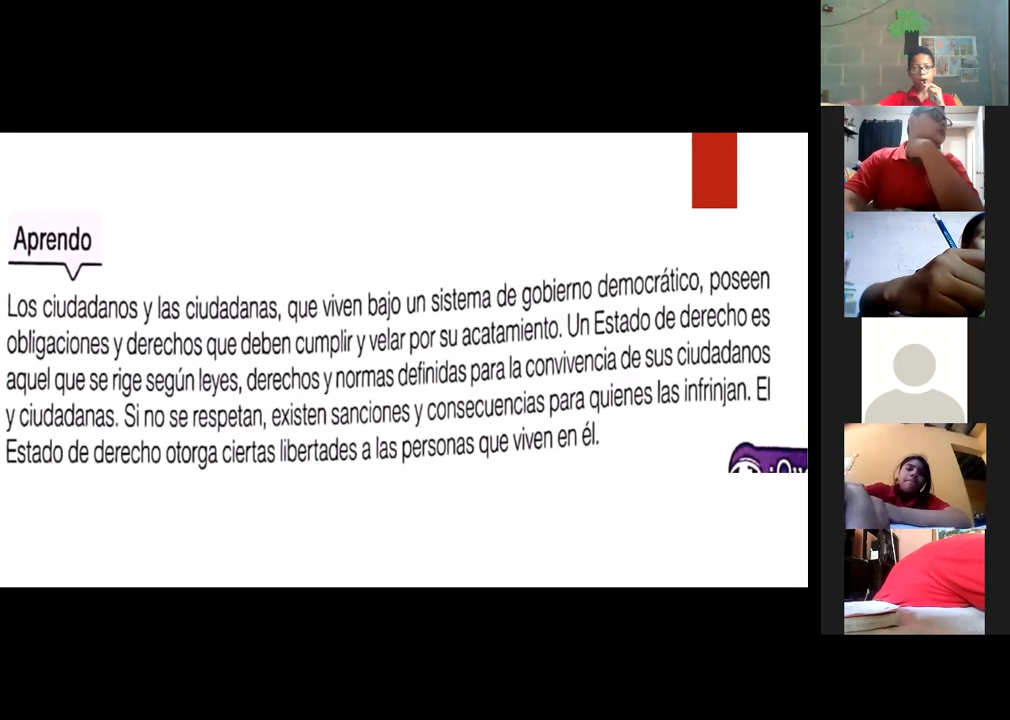 Aprendo
Los ciudadanos y las ciudadanas, que viven bajo un sistema de gobierno democrático, poseen
obligaciones y derechos que deben cumplir y velar por su acatamiento. Un Estado de derecho es
aquel que se rige según leyes, derechos y normas definidas para la convivencia de sus ciudadanos
y ciudadanas. Si no se respetan, existen sanciones y consecuencias para quienes las infrinjan. El
Estado de derecho otorga ciertas libertades a las personas que viven en él.